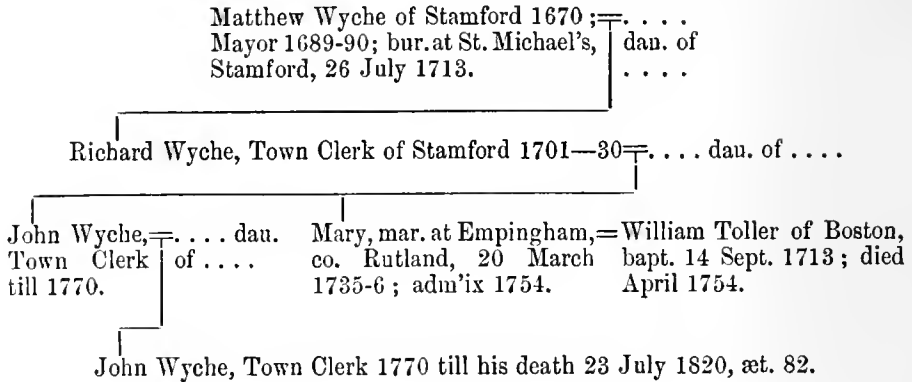 Matthew Wyche of Stamford 1670 ;=. . . .
Mayor 1689-90; bur. at St. Michael's, dau. of
Stamford, 26 July 1713. . . . .
Richard Wyche, Town Clerk of Stamford 1701—30=. . . . dau. of . . . .
John Wyche,=. . . . dau. Mary, mar. at Empingham,=William Toller of Boston,
Town Clerk of . . . . co. Rutland, 20 March bapt. 14 Sept. 1713 ; died
till 1770. 1735-6 ; adm'ix 1754. April 1754.
John Wyche, Town Clerk 1770 till his death 23 July 1820, æt. 82.